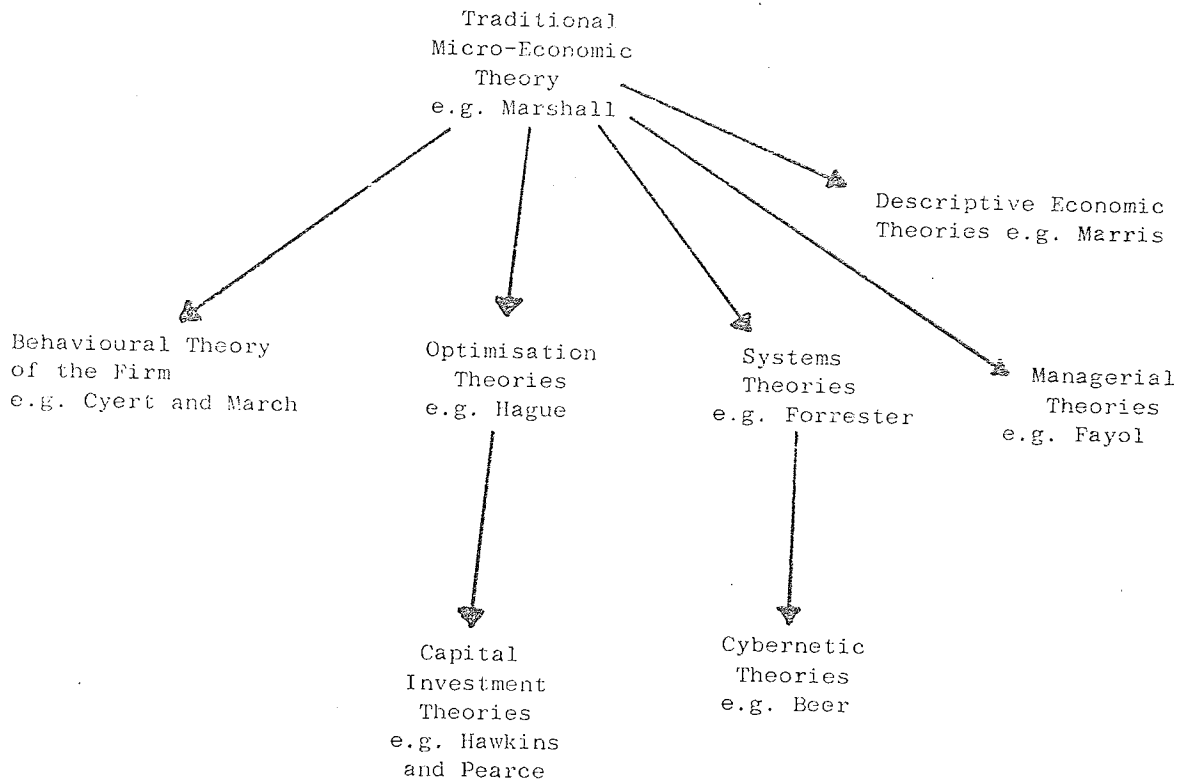 Traditional
Micro-Economic
Theory
e.g. Marshall
Descriptive Economic
Theories e.g. Marris
Behavioural Theory
of the Firm
e.g. Cyert and March
Optimisation
Theories
e.g. Hague
Systems
Theories
e.g. Forrester
Managerial
Theories
e.g. Fayol
Capital
Investment
Theories
e.g. Hawkins
and Pearce
Cybernetic
Theories
e.g. Beer